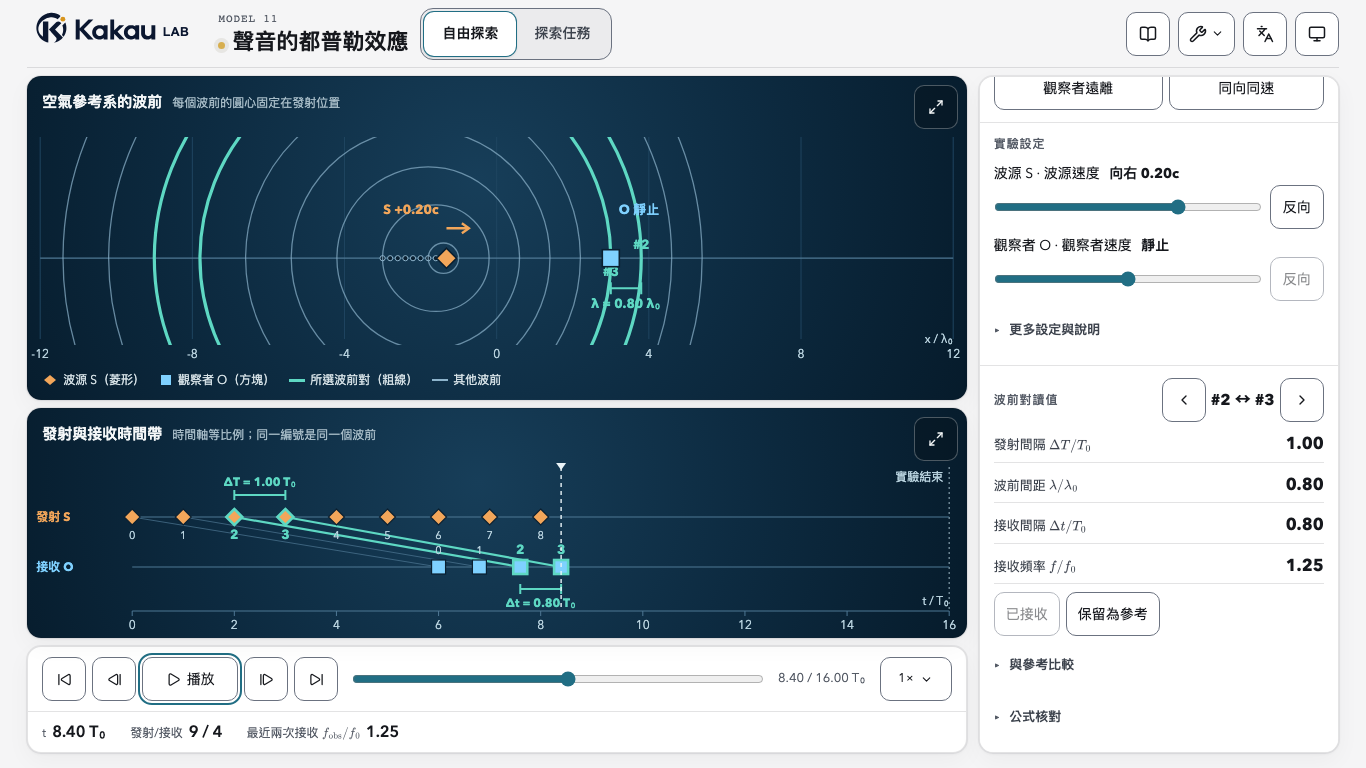 Kakau LAB
MODEL 11
聲音的都普勒效應
自由探索
探索任務
空氣參考系的波前 每個波前的圓心固定在發射位置
S +0.20c
O 靜止
#2
#3
λ = 0.80 λ₀
x / λ₀
-12 -8 -4 0 4 8 12
波源 S（菱形） 觀察者 O（方塊） 所選波前對（粗線） 其他波前
發射與接收時間帶 時間軸等比例；同一編號是同一個波前
實驗結束
ΔT = 1.00 T₀
發射 S
0 1 2 3 4 5 6 7 8
0 1 2 3
接收 O
Δt = 0.80 T₀
t / T₀
0 2 4 6 8 10 12 14 16
播放
8.40 / 16.00 T₀
1×
t 8.40 T₀ 發射/接收 9 / 4 最近兩次接收 f_obs/f₀ 1.25
觀察者遠離
同向同速
實驗設定
波源 S · 波源速度 向右 0.20c
反向
觀察者 O · 觀察者速度 靜止
反向
更多設定與說明
波前對讀值
#2 ↔ #3
發射間隔 ΔT/T₀ 1.00
波前間距 λ/λ₀ 0.80
接收間隔 Δt/T₀ 0.80
接收頻率 f/f₀ 1.25
已接收
保留為參考
與參考比較
公式核對